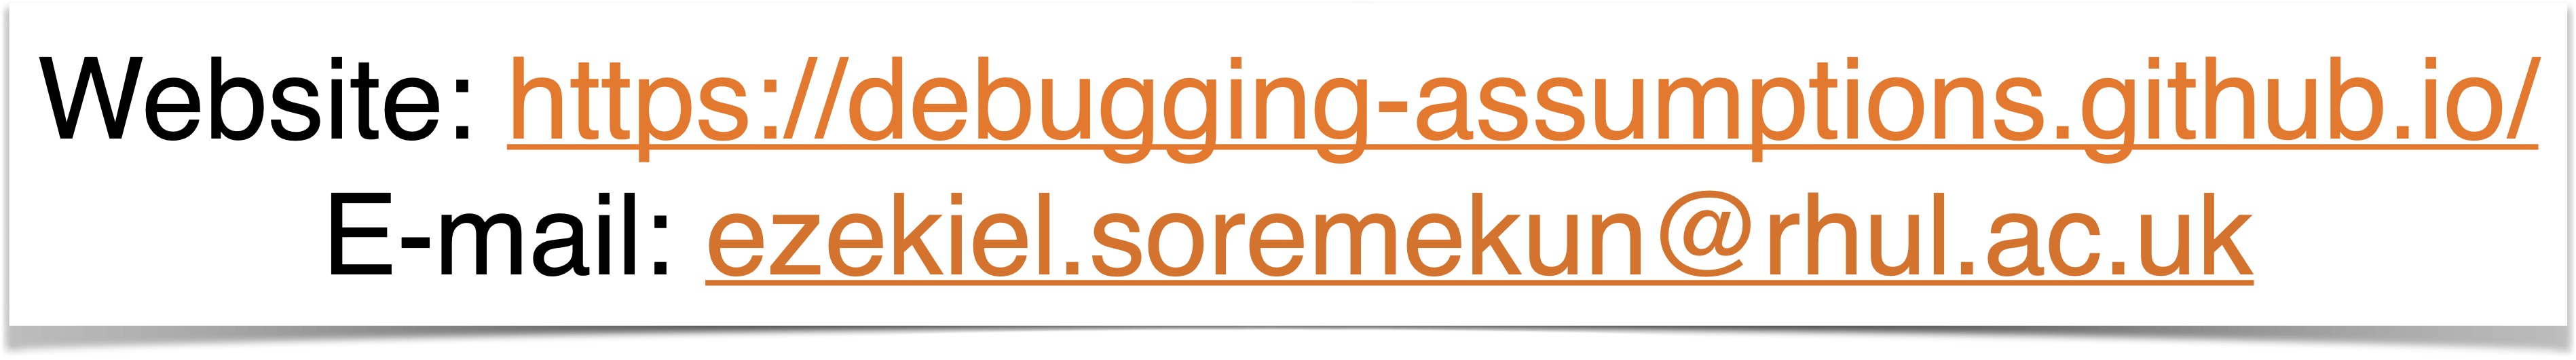 Website: https://debugging-assumptions.github.io/
E-mail: ezekiel.soremekun@rhul.ac.uk